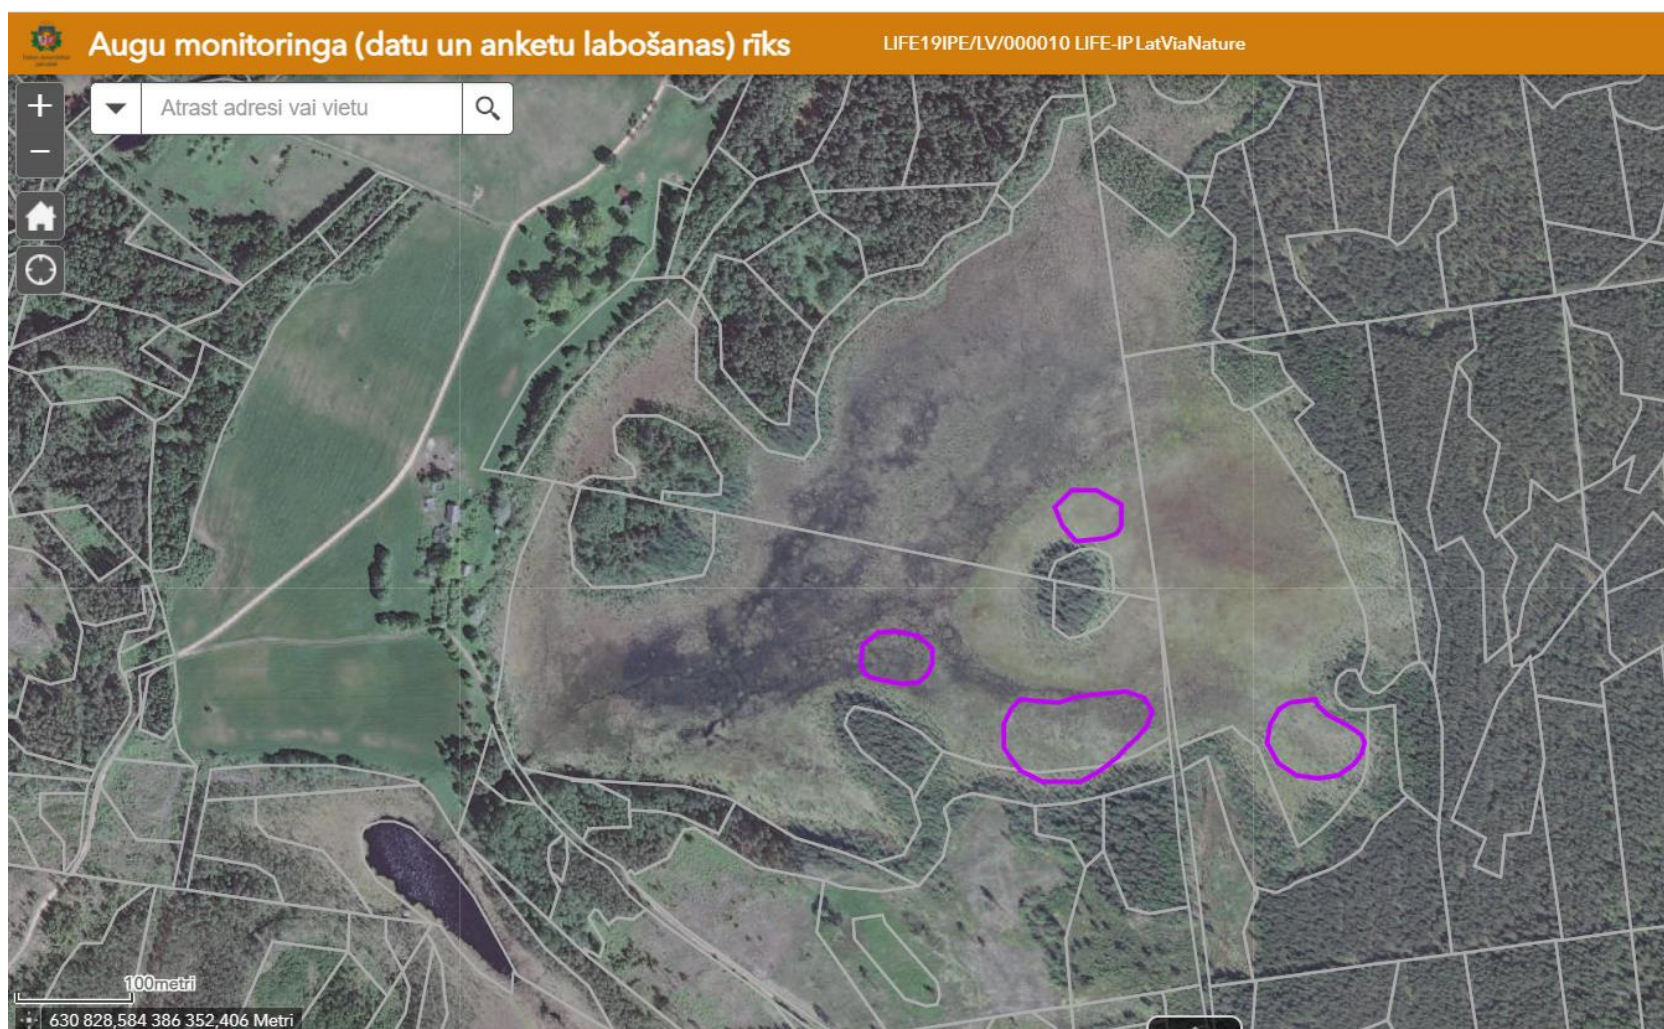 Augu monitoringa (datu un anketu labošanas) rīks
LIFE19IPE/LV/000010 LIFE-IP LatViaNature
Atrast adresi vai vietu
100metri
630 828,584 386 352,406 Metri